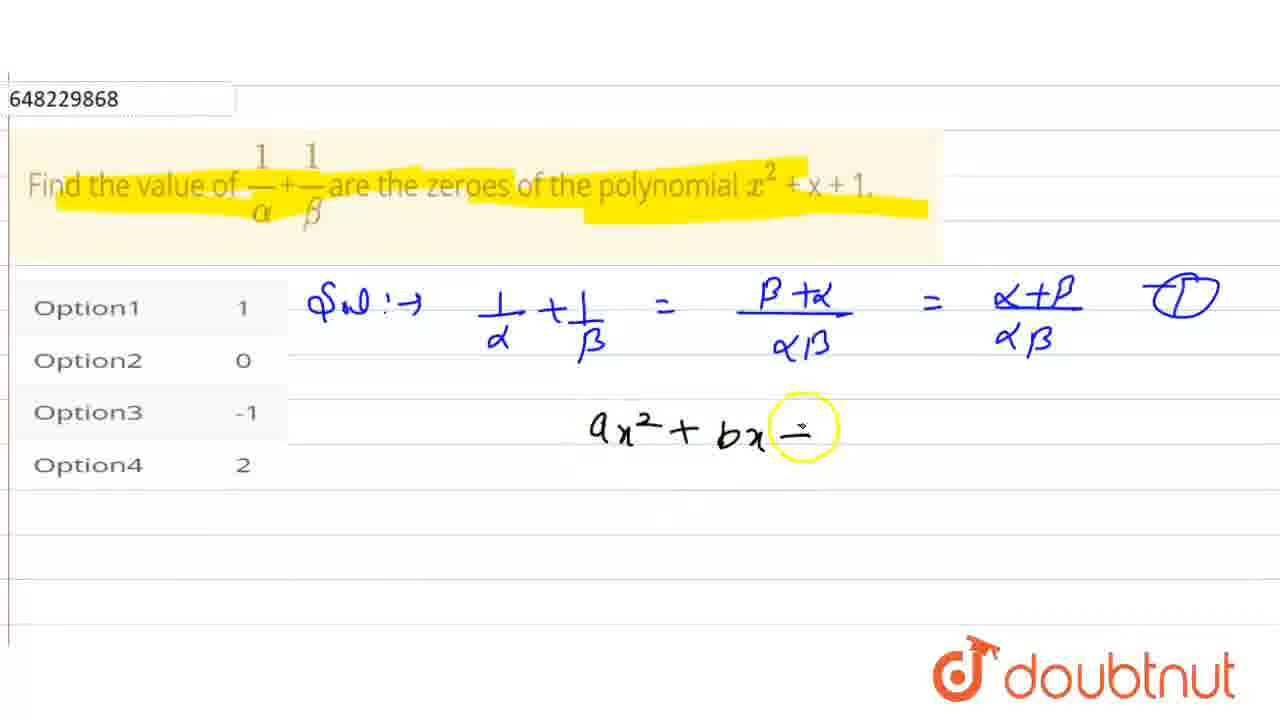 648229868
Find the value of 1/α + 1/β are the zeroes of the polynomial x² + x + 1.
Option1 1
Sol :→ 1/α + 1/β = β+α/αβ = α+β/αβ —①
Option2 0
Option3 -1
ax² + bx
Option4 2
doubtnut